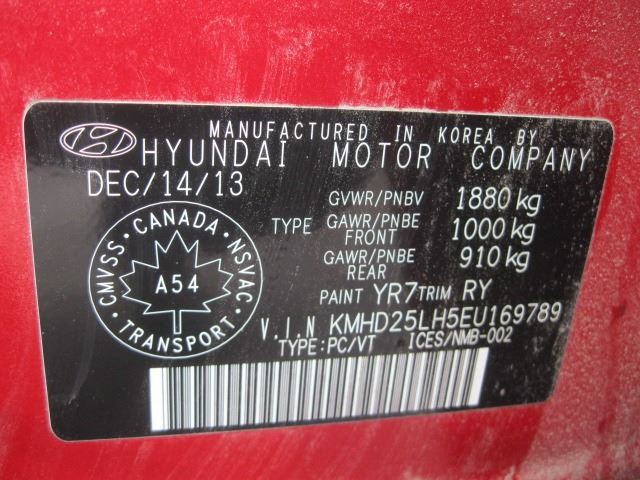 MANUFACTURED IN KOREA BY
HYUNDAI MOTOR COMPANY
DEC/14/13
GVWR/PNBV 1880 kg
TYPE GAWR/PNBE FRONT 1000 kg
GAWR/PNBE REAR 910 kg
CMVSS · CANADA · NSVAC · TRANSPORT ·
A54
PAINT YR7 TRIM RY
V.I.N KMHD25LH5EU169789
TYPE:PC/VT ICES/NMB-002